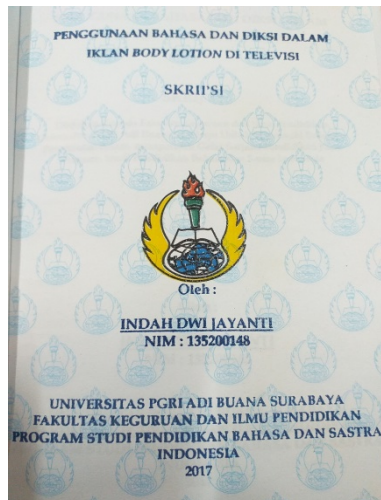 PENGGUNAAN BAHASA DAN DIKSI DALAM
IKLAN BODY LOTION DI TELEVISI
SKRIPSI
Oleh :
INDAH DWI JAYANTI
NIM : 135200148
UNIVERSITAS PGRI ADI BUANA SURABAYA
FAKULTAS KEGURUAN DAN ILMU PENDIDIKAN
PROGRAM STUDI PENDIDIKAN BAHASA DAN SASTRA
INDONESIA
2017